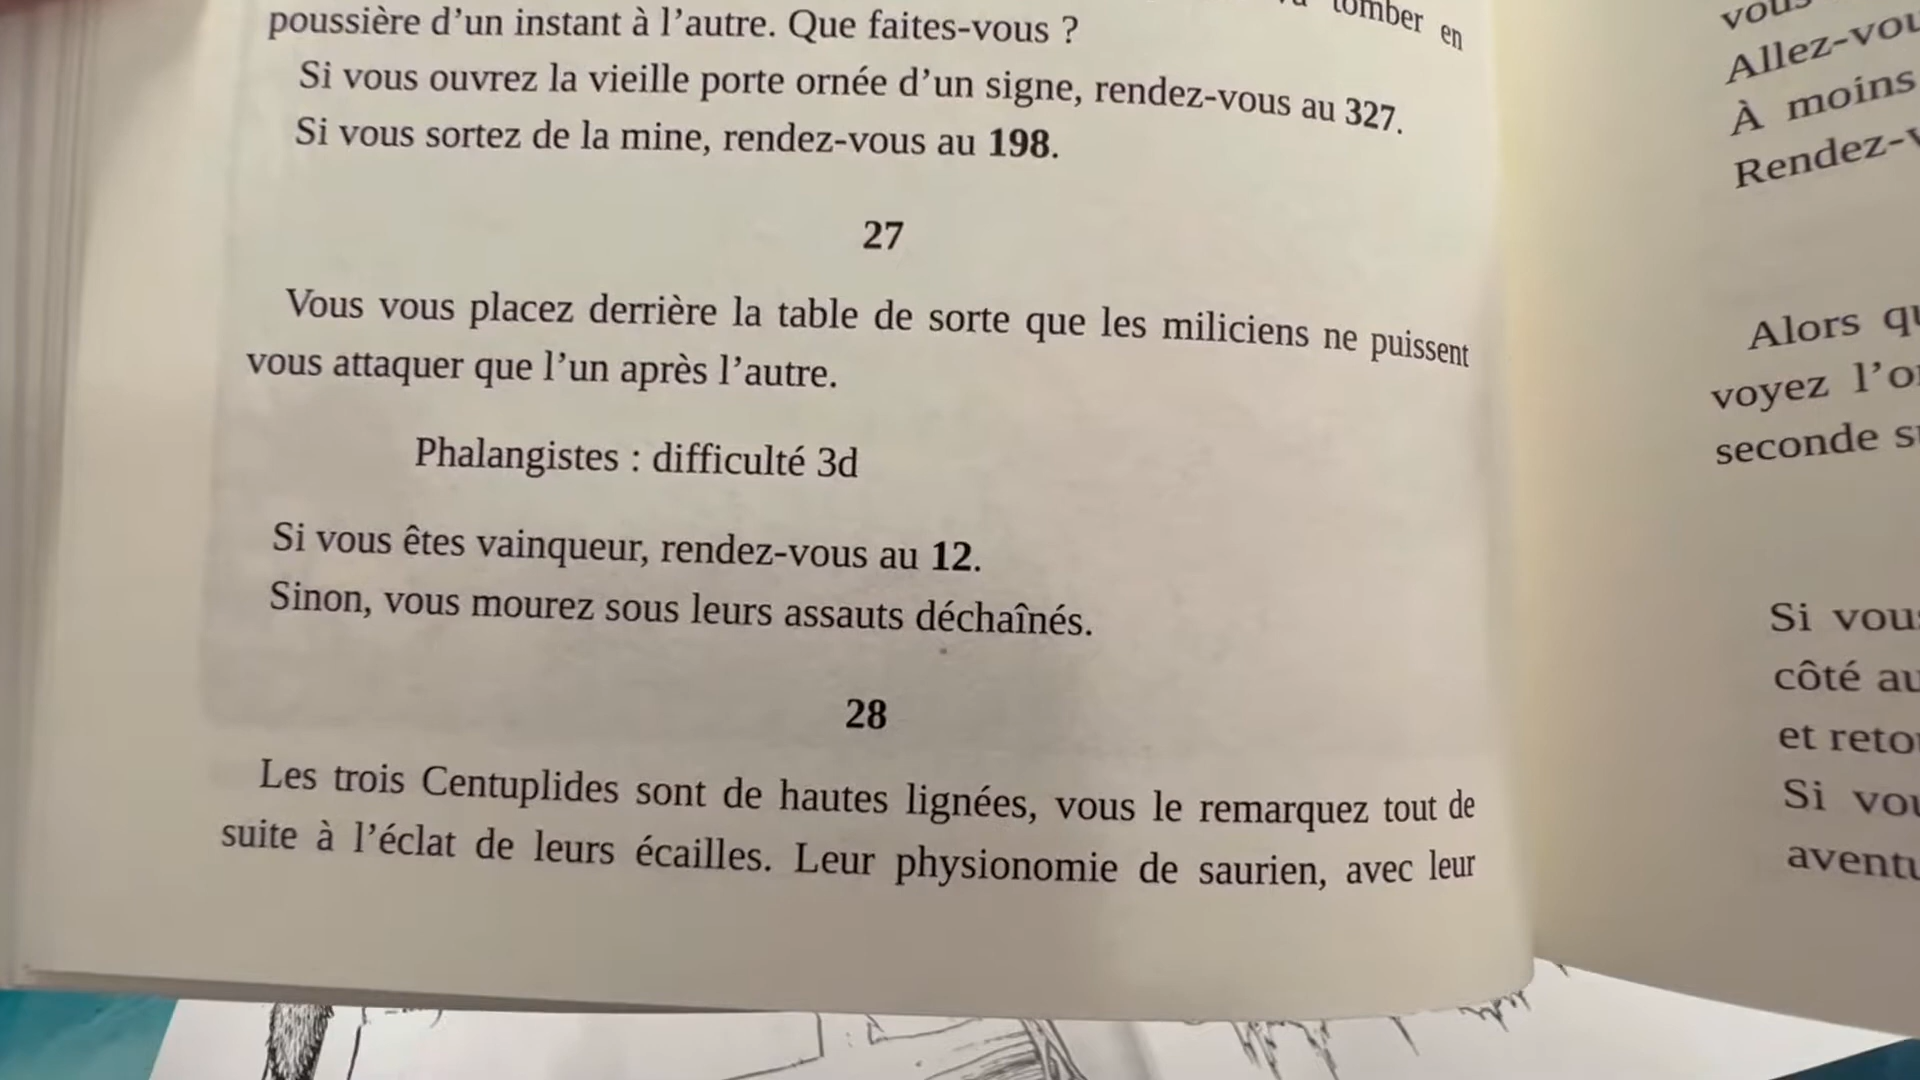 tomber en
poussière d’un instant à l’autre. Que faites-vous ?
Si vous ouvrez la vieille porte ornée d’un signe, rendez-vous au 327.
Si vous sortez de la mine, rendez-vous au 198.
27
Vous vous placez derrière la table de sorte que les miliciens ne puissent
vous attaquer que l’un après l’autre.
Phalangistes : difficulté 3d
Si vous êtes vainqueur, rendez-vous au 12.
Sinon, vous mourez sous leurs assauts déchaînés.
28
Les trois Centuplides sont de hautes lignées, vous le remarquez tout de
suite à l’éclat de leurs écailles. Leur physionomie de saurien, avec leur
vous
À moins
Alors
voyez
seconde
Si
côté
et
Si